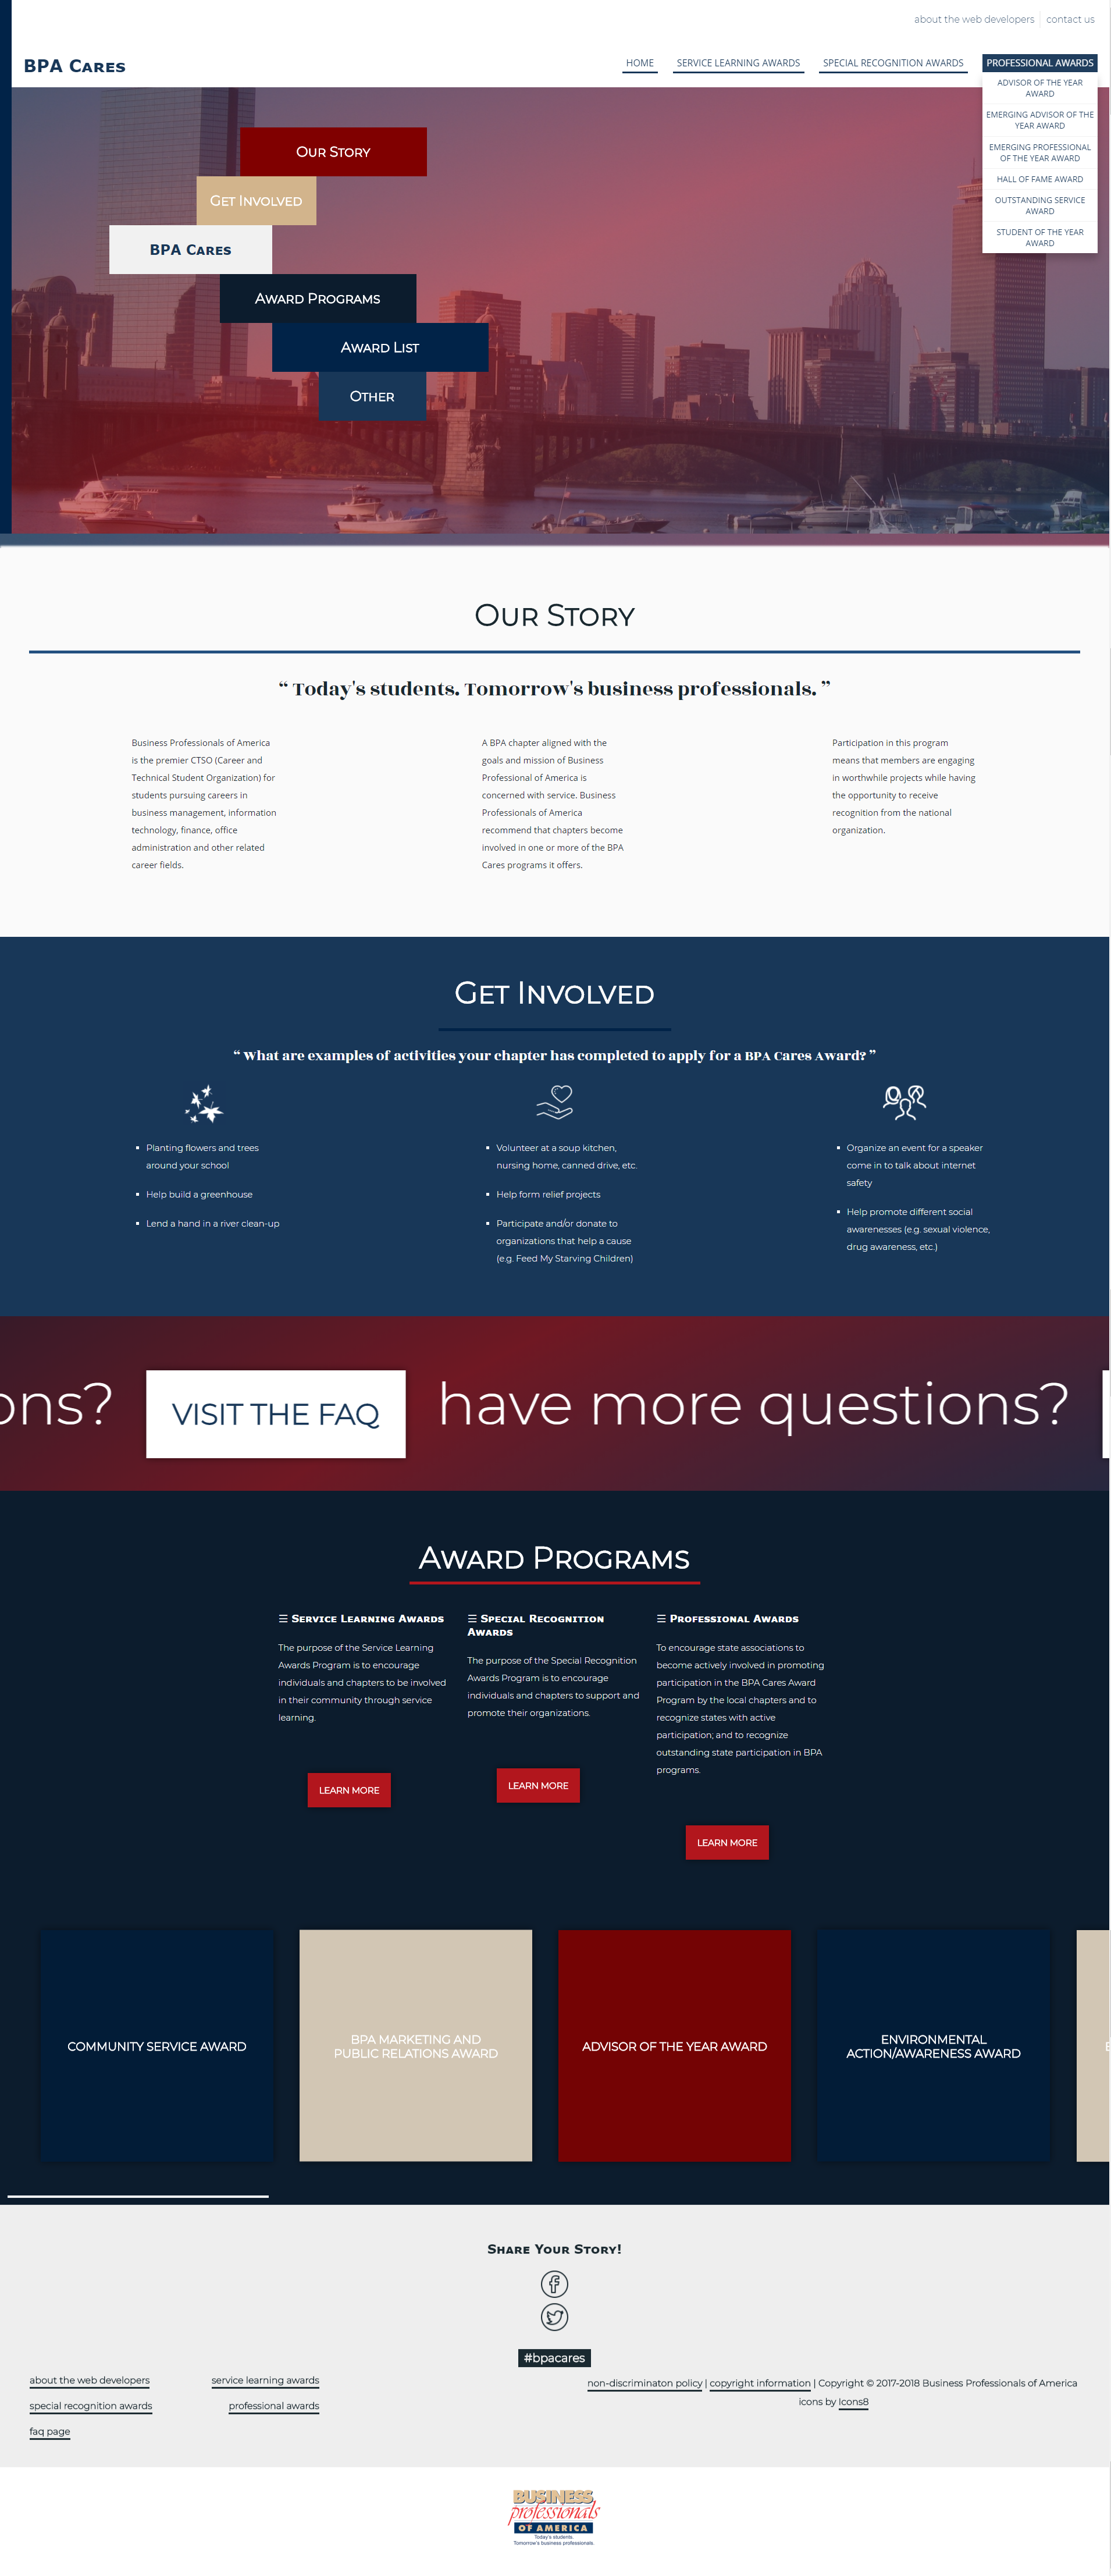 about the web developers | contact us
BPA Cares
HOME
SERVICE LEARNING AWARDS
SPECIAL RECOGNITION AWARDS
PROFESSIONAL AWARDS
ADVISOR OF THE YEAR
AWARD
EMERGING ADVISOR OF THE
YEAR AWARD
EMERGING PROFESSIONAL
OF THE YEAR AWARD
HALL OF FAME AWARD
OUTSTANDING SERVICE
AWARD
STUDENT OF THE YEAR
AWARD
Our Story
Get Involved
BPA Cares
Award Programs
Award List
Other
Our Story
“ Today's students. Tomorrow's business professionals. ”
Business Professionals of America
is the premier CTSO (Career and
Technical Student Organization) for
students pursuing careers in
business management, information
technology, finance, office
administration and other related
career fields.
A BPA chapter aligned with the
goals and mission of Business
Professional of America is
concerned with service. Business
Professionals of America
recommend that chapters become
involved in one or more of the BPA
Cares programs it offers.
Participation in this program
means that members are engaging
in worthwhile projects while having
the opportunity to receive
recognition from the national
organization.
Get Involved
“ What are examples of activities your chapter has completed to apply for a BPA Cares Award? ”
Planting flowers and trees
around your school
Help build a greenhouse
Lend a hand in a river clean-up
Volunteer at a soup kitchen,
nursing home, canned drive, etc.
Help form relief projects
Participate and/or donate to
organizations that help a cause
(e.g. Feed My Starving Children)
Organize an event for a speaker
come in to talk about internet
safety
Help promote different social
awarenesses (e.g. sexual violence,
drug awareness, etc.)
ons?
VISIT THE FAQ
have more questions?
Award Programs
☰ Service Learning Awards
The purpose of the Service Learning
Awards Program is to encourage
individuals and chapters to be involved
in their community through service
learning.
LEARN MORE
☰ Special Recognition
Awards
The purpose of the Special Recognition
Awards Program is to encourage
individuals and chapters to support and
promote their organizations.
LEARN MORE
☰ Professional Awards
To encourage state associations to
become actively involved in promoting
participation in the BPA Cares Award
Program by the local chapters and to
recognize states with active
participation; and to recognize
outstanding state participation in BPA
programs.
LEARN MORE
COMMUNITY SERVICE AWARD
BPA MARKETING AND
PUBLIC RELATIONS AWARD
ADVISOR OF THE YEAR AWARD
ENVIRONMENTAL
ACTION/AWARENESS AWARD
Share Your Story!
#bpacares
about the web developers
service learning awards
special recognition awards
professional awards
faq page
non-discriminaton policy | copyright information | Copyright © 2017-2018 Business Professionals of America
icons by Icons8
BUSINESS
professionals
OF AMERICA
Today's students.
Tomorrow's business professionals.